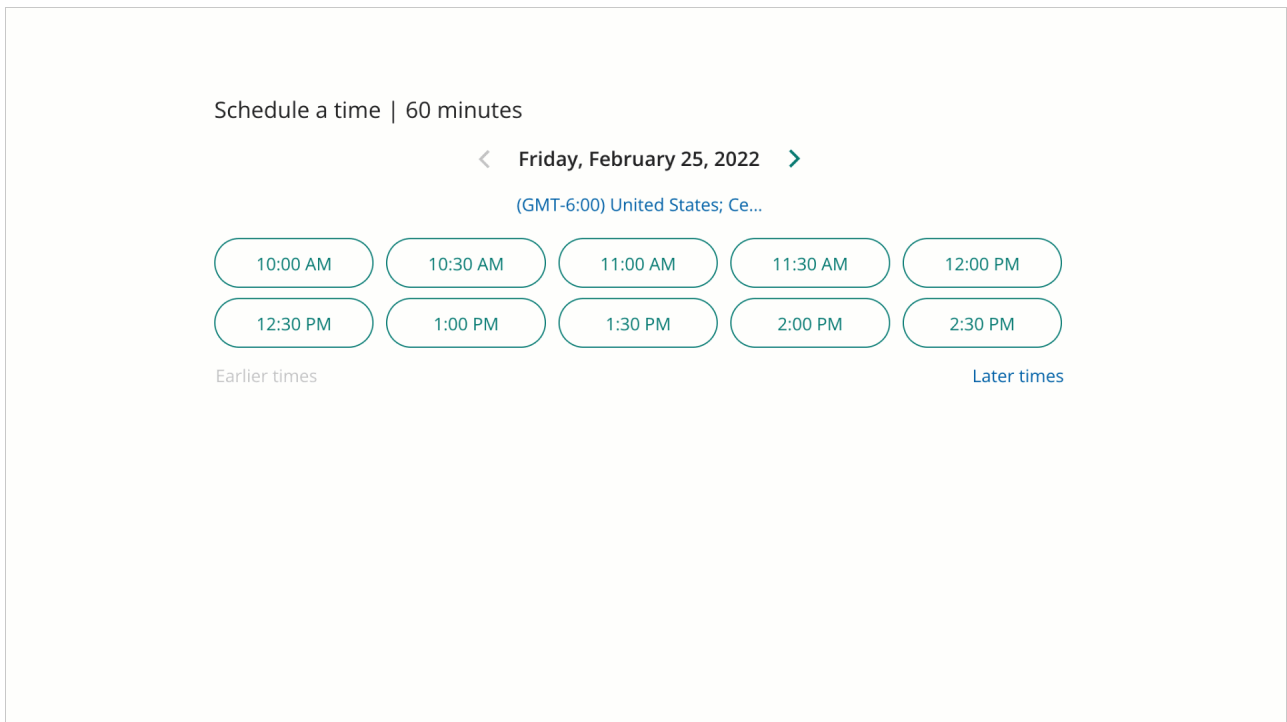 Schedule a time | 60 minutes
Friday, February 25, 2022
(GMT-6:00) United States; Ce...
10:00 AM 10:30 AM 11:00 AM 11:30 AM 12:00 PM
12:30 PM 1:00 PM 1:30 PM 2:00 PM 2:30 PM
Earlier times Later times